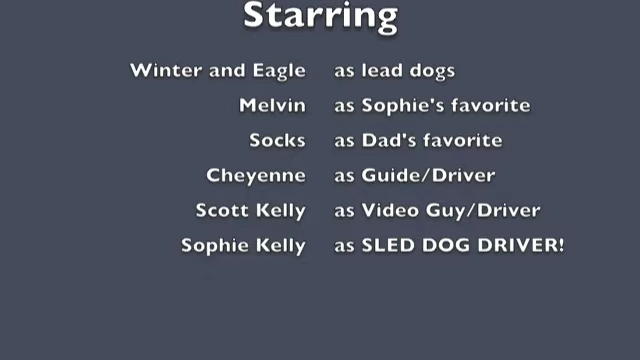 Starring
Winter and Eagle as lead dogs
Melvin as Sophie's favorite
Socks as Dad's favorite
Cheyenne as Guide/Driver
Scott Kelly as Video Guy/Driver
Sophie Kelly as SLED DOG DRIVER!